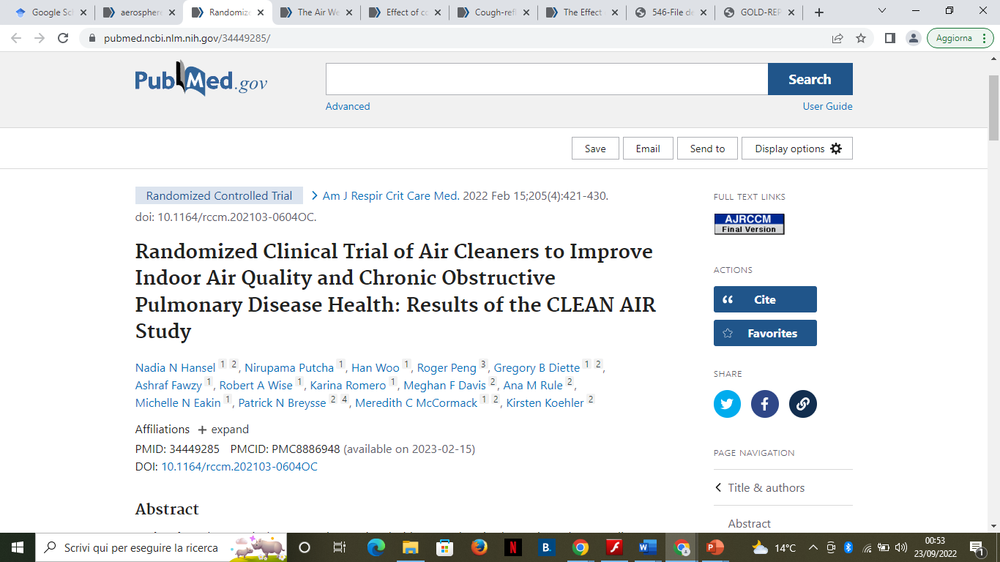 Google Sc
aerosphere
Randomize
The Air We
Effect of co
Cough-refl
The Effect
546-File de
GOLD-REP
pubmed.ncbi.nlm.nih.gov/34449285/
Aggiorna
PubMed.gov
Search
Advanced
User Guide
Save
Email
Send to
Display options
Randomized Controlled Trial
Am J Respir Crit Care Med. 2022 Feb 15;205(4):421-430.
doi: 10.1164/rccm.202103-0604OC.
Randomized Clinical Trial of Air Cleaners to Improve
Indoor Air Quality and Chronic Obstructive
Pulmonary Disease Health: Results of the CLEAN AIR
Study
Nadia N Hansel 1 2, Nirupama Putcha 1, Han Woo 1, Roger Peng 3, Gregory B Diette 1 2,
Ashraf Fawzy 1, Robert A Wise 1, Karina Romero 1, Meghan F Davis 2, Ana M Rule 2,
Michelle N Eakin 1, Patrick N Breysse 2 4, Meredith C McCormack 1 2, Kirsten Koehler 2
Affiliations + expand
PMID: 34449285 PMCID: PMC8886948 (available on 2023-02-15)
DOI: 10.1164/rccm.202103-0604OC
Abstract
FULL TEXT LINKS
AJRCCM
Final Version
ACTIONS
Cite
Favorites
SHARE
PAGE NAVIGATION
Title & authors
Abstract
Scrivi qui per eseguire la ricerca
N
B.
W
P
14°C
00:53
23/09/2022
1